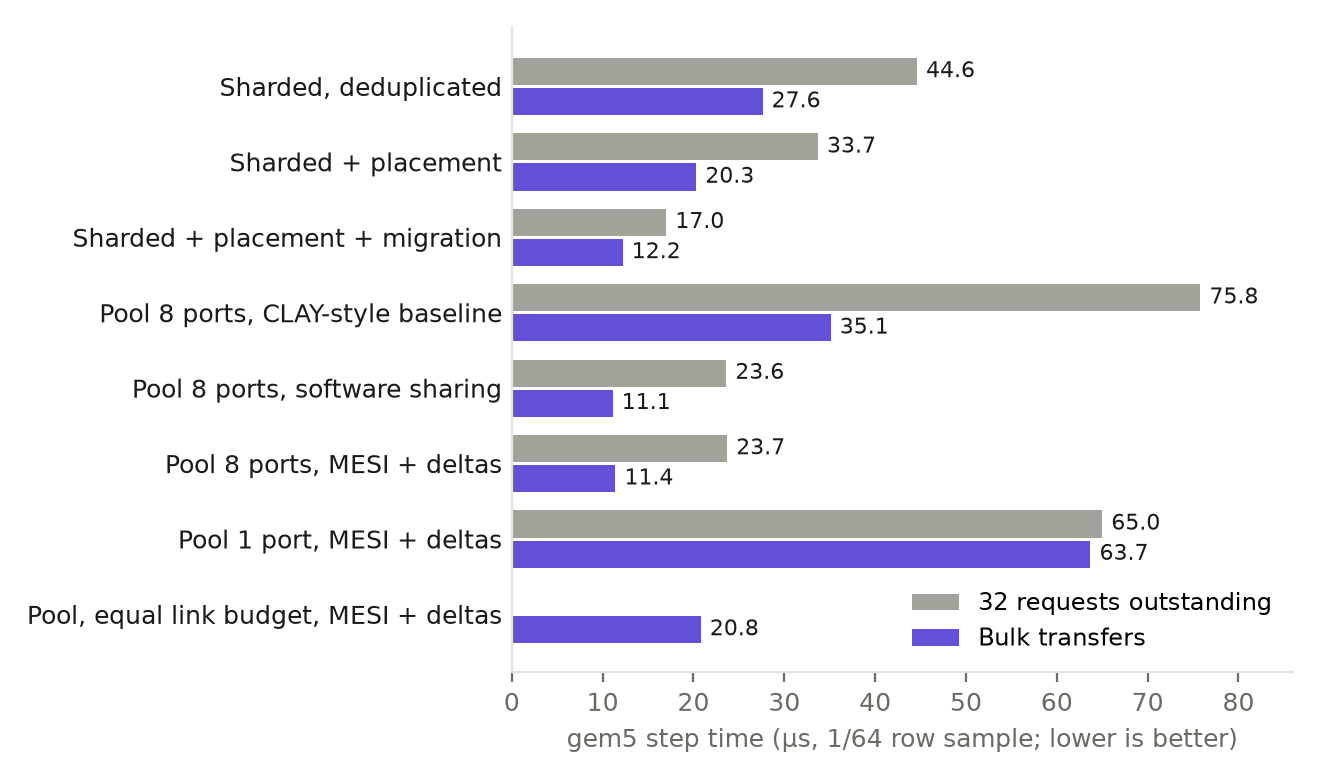 Sharded, deduplicated
44.6
27.6
Sharded + placement
33.7
20.3
Sharded + placement + migration
17.0
12.2
Pool 8 ports, CLAY-style baseline
75.8
35.1
Pool 8 ports, software sharing
23.6
11.1
Pool 8 ports, MESI + deltas
23.7
11.4
Pool 1 port, MESI + deltas
65.0
63.7
Pool, equal link budget, MESI + deltas
20.8
32 requests outstanding
Bulk transfers
0 10 20 30 40 50 60 70 80
gem5 step time (µs, 1/64 row sample; lower is better)